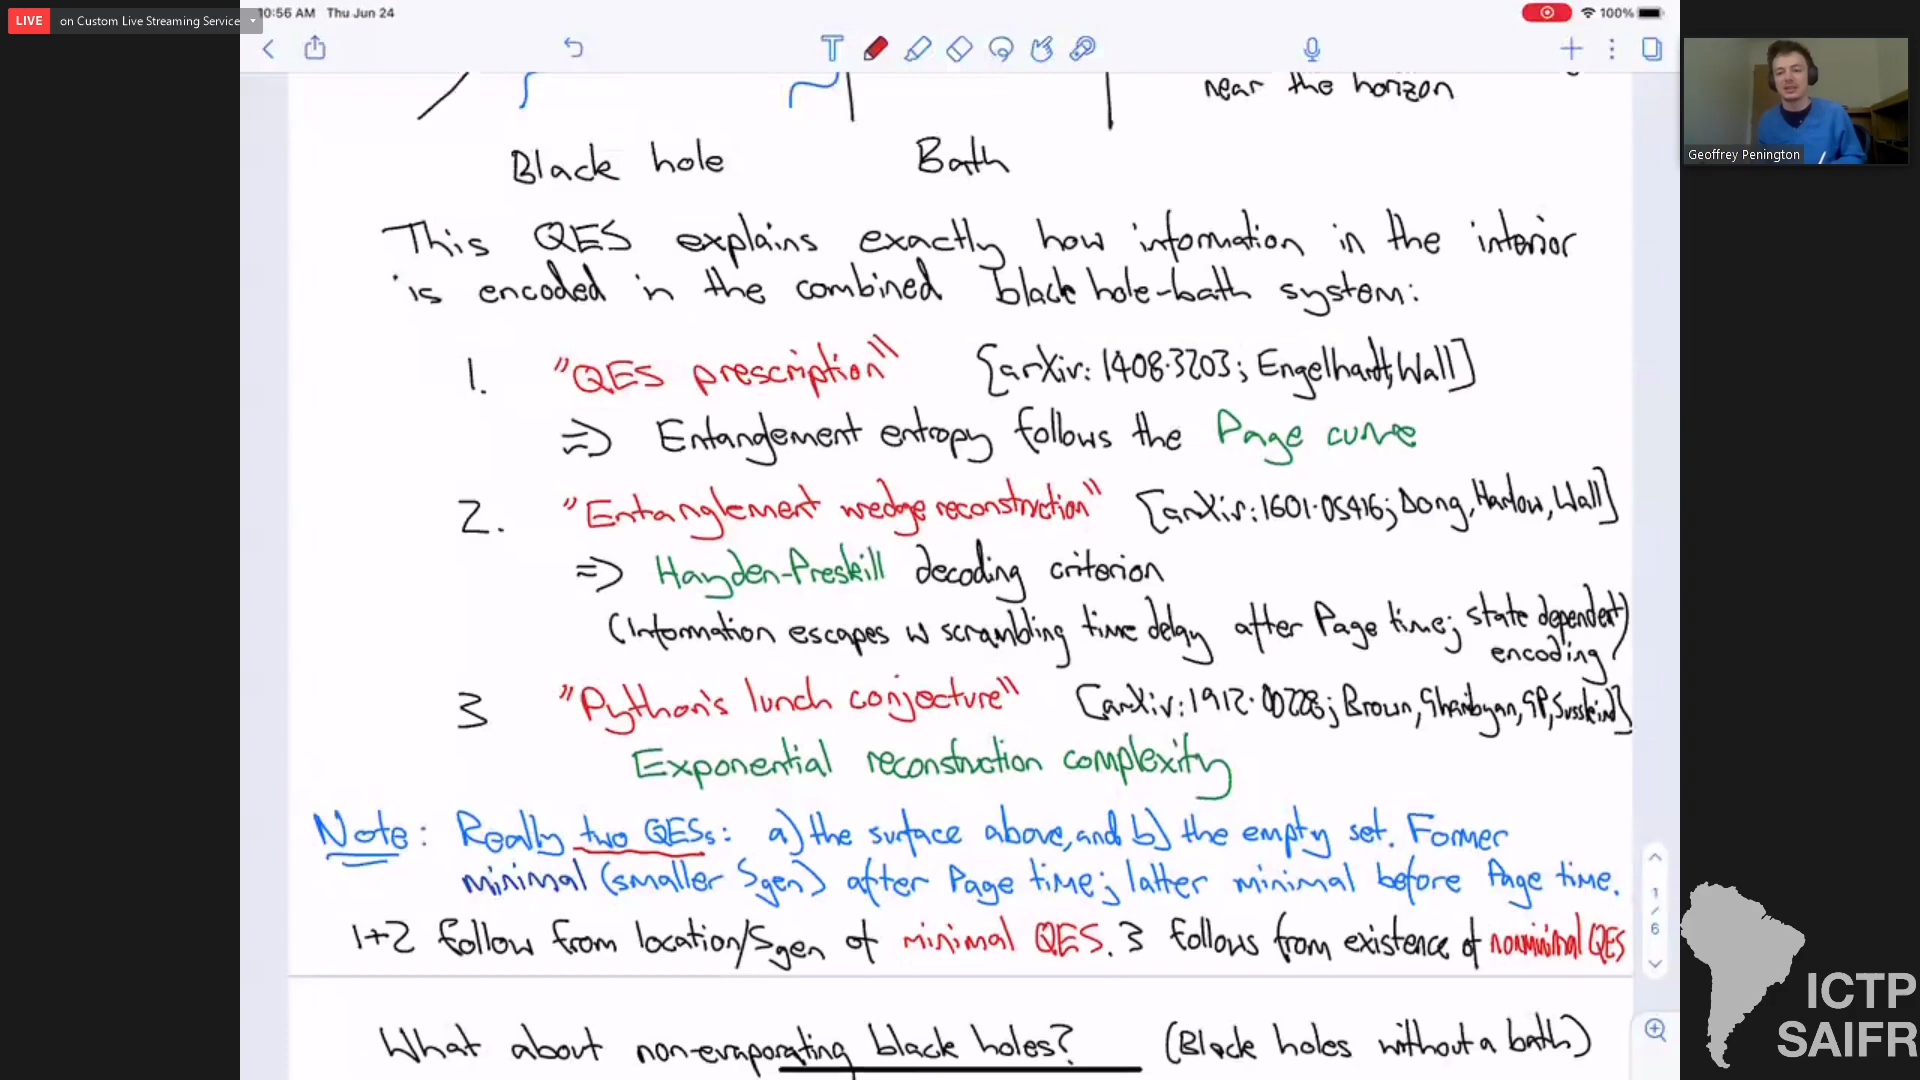 LIVE on Custom Live Streaming Service
10:56 AM Thu Jun 24
100%
near the horizon
Black hole
Bath
This QES explains exactly how information in the interior
is encoded in the combined black hole-bath system:
1. "QES prescription" [arXiv:1408.3203; Engelhardt, Wall]
=> Entanglement entropy follows the Page curve
2. "Entanglement wedge reconstruction" [arXiv:1601.05416; Dong, Harlow, Wall]
=> Hayden-Preskill decoding criterion
(Information escapes w scrambling time delay after Page time; state dependent
encoding)
3 "Python's lunch conjecture" [arXiv:1912.00228; Brown, Gharibyan, GP, Susskind]
Exponential reconstruction complexity
Note: Really two QESs: a) the surface above, and b) the empty set. Former
minimal (smaller Sgen) after Page time; latter minimal before Page time.
1+2 follow from location/Sgen of minimal QES. 3 follows from existence of nonminimal QES
What about non-evaporating black holes? (Black holes without a bath)
1
/
6
Geoffrey Penington
ICTP
SAIFR